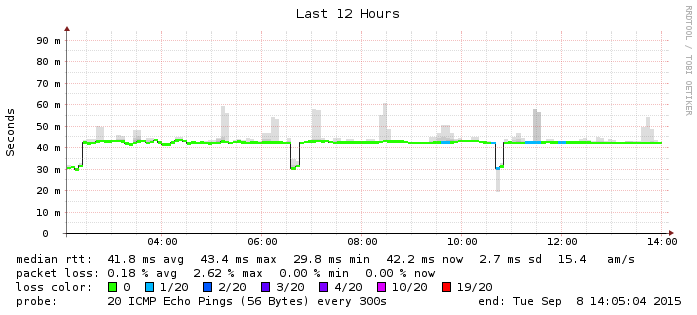 Last 12 Hours
RRDTOOL / TOBI OETIKER
Seconds
90 m
80 m
70 m
60 m
50 m
40 m
30 m
20 m
10 m
0
04:00 06:00 08:00 10:00 12:00 14:00
median rtt: 41.8 ms avg 43.4 ms max 29.8 ms min 42.2 ms now 2.7 ms sd 15.4 am/s
packet loss: 0.18 % avg 2.62 % max 0.00 % min 0.00 % now
loss color: 0 1/20 2/20 3/20 4/20 10/20 19/20
probe: 20 ICMP Echo Pings (56 Bytes) every 300s end: Tue Sep 8 14:05:04 2015